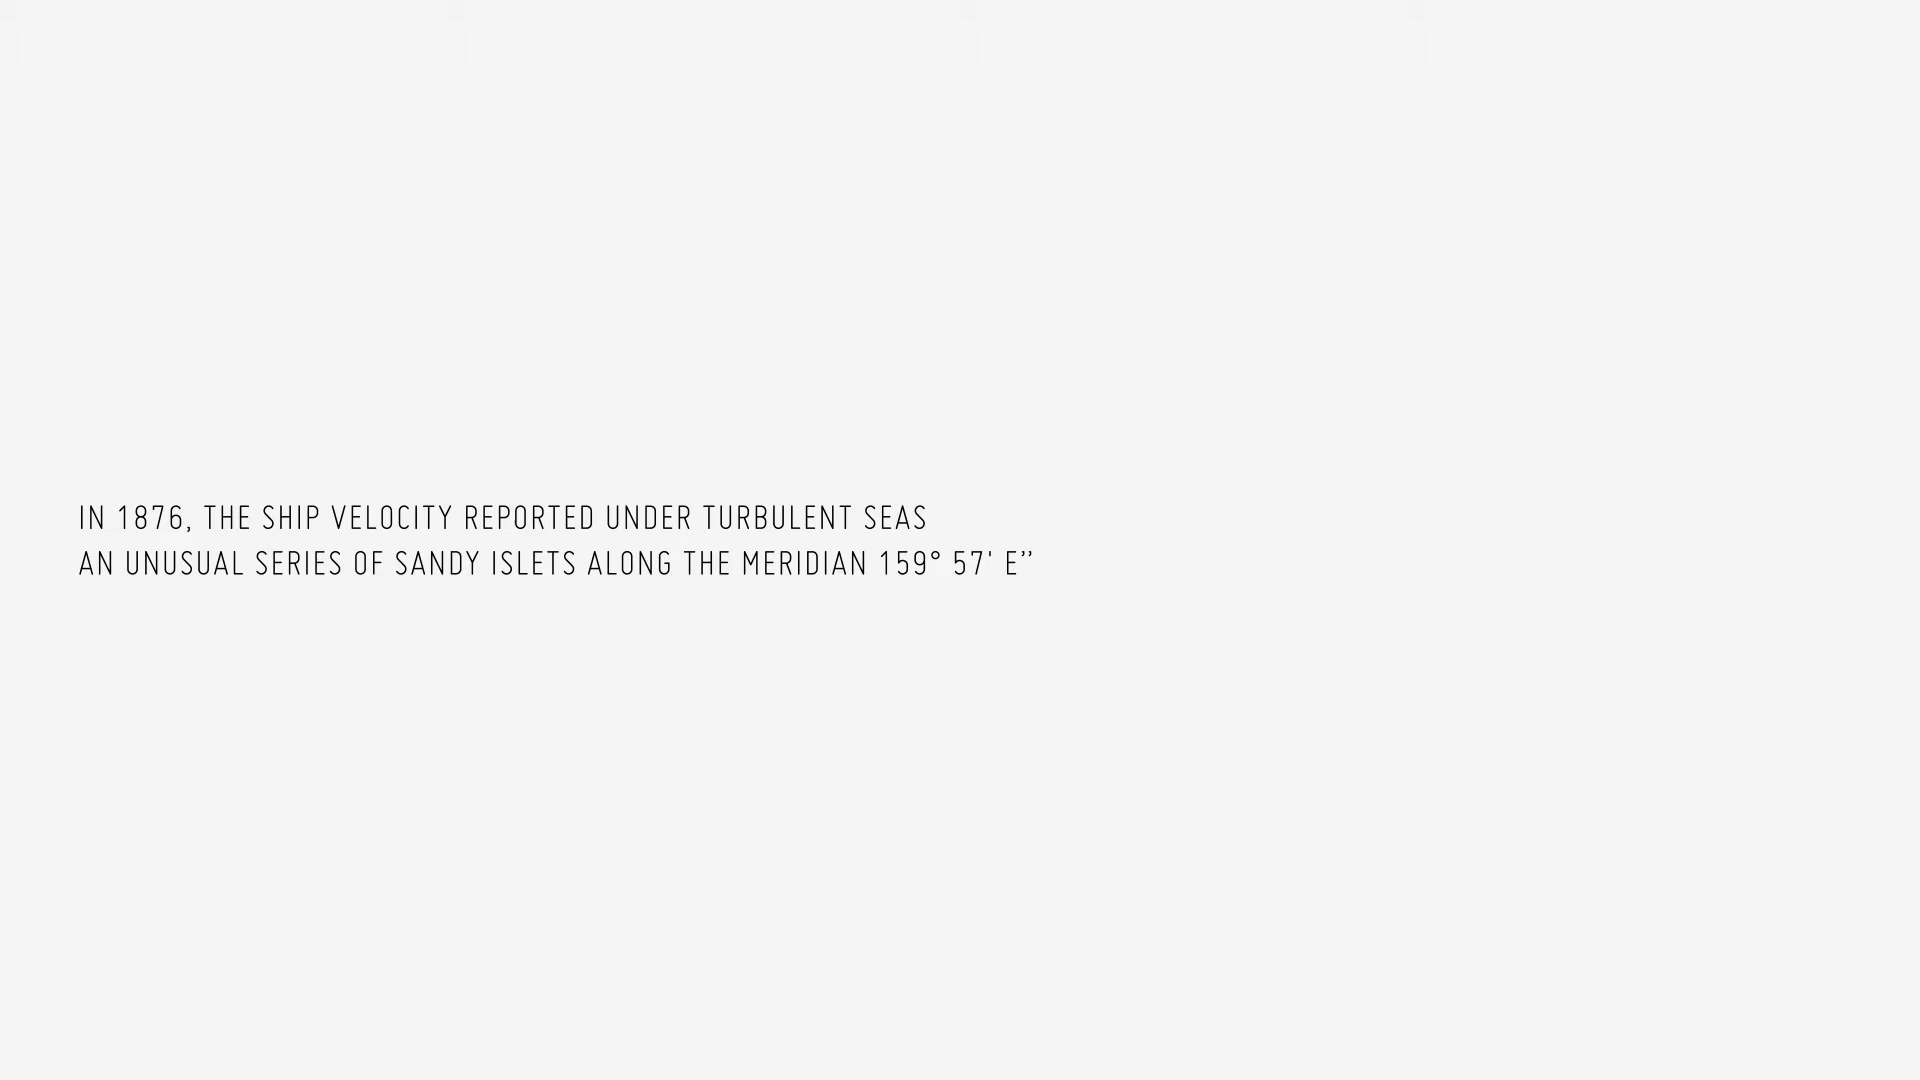 IN 1876, THE SHIP VELOCITY REPORTED UNDER TURBULENT SEAS
AN UNUSUAL SERIES OF SANDY ISLETS ALONG THE MERIDIAN 159° 57' E’’